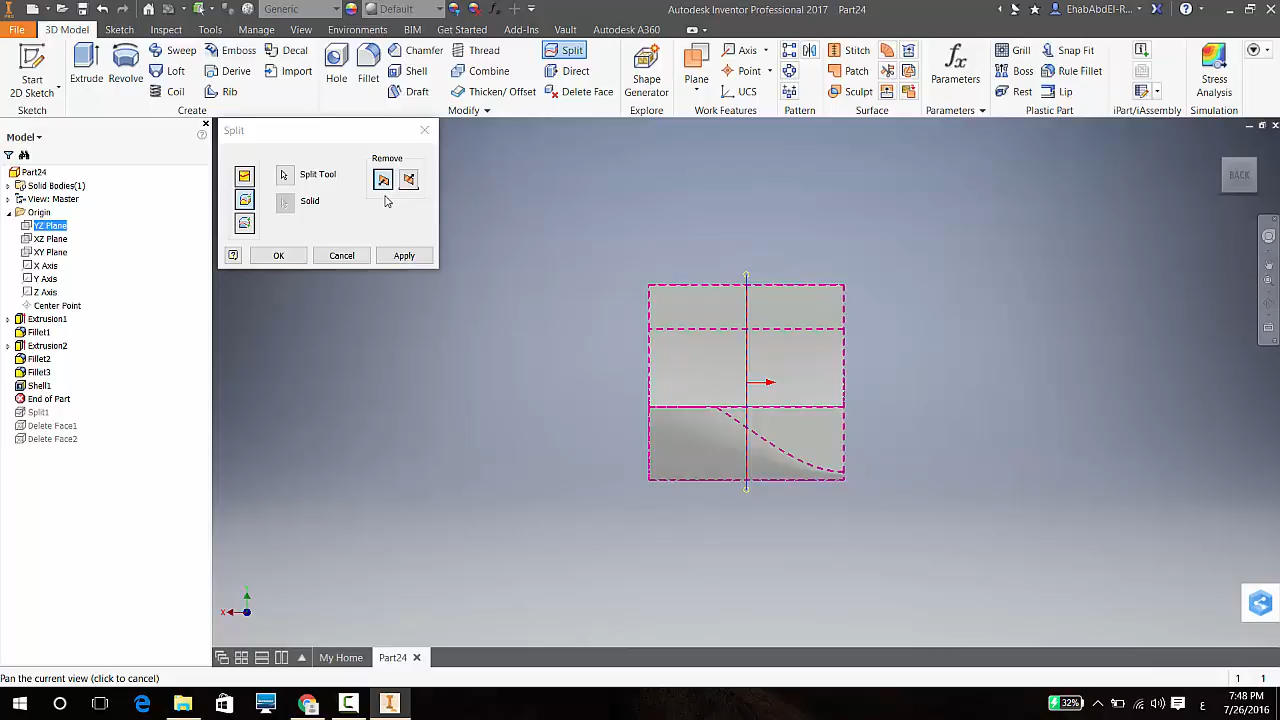 Generic
Default
Autodesk Inventor Professional 2017 Part24
EhabAbdEl-R...
File
3D Model
Sketch
Inspect
Tools
Manage
View
Environments
BIM
Get Started
Add-Ins
Vault
Autodesk A360
Start
2D Sketch
Extrude
Revolve
Sweep
Loft
Coil
Emboss
Derive
Rib
Decal
Import
Hole
Fillet
Chamfer
Shell
Draft
Thread
Combine
Thicken/ Offset
Split
Direct
Delete Face
Shape
Generator
Plane
Axis
Point
UCS
Stitch
Patch
Sculpt
Parameters
Grill
Boss
Rest
Snap Fit
Rule Fillet
Lip
Stress
Analysis
Sketch
Create
Modify
Explore
Work Features
Pattern
Surface
Parameters
Plastic Part
iPart/iAssembly
Simulation
Model
Part24
Solid Bodies(1)
View: Master
Origin
YZ Plane
XZ Plane
XY Plane
X Axis
Y Axis
Z Axis
Center Point
Extrusion1
Fillet1
Extrusion2
Fillet2
Fillet3
Shell1
End of Part
Split1
Delete Face1
Delete Face2
Split
Remove
Split Tool
Solid
OK
Cancel
Apply
BACK
Y
X
My Home
Part24
Pan the current view (click to cancel)
1
1
32%
7:48 PM
7/26/2016